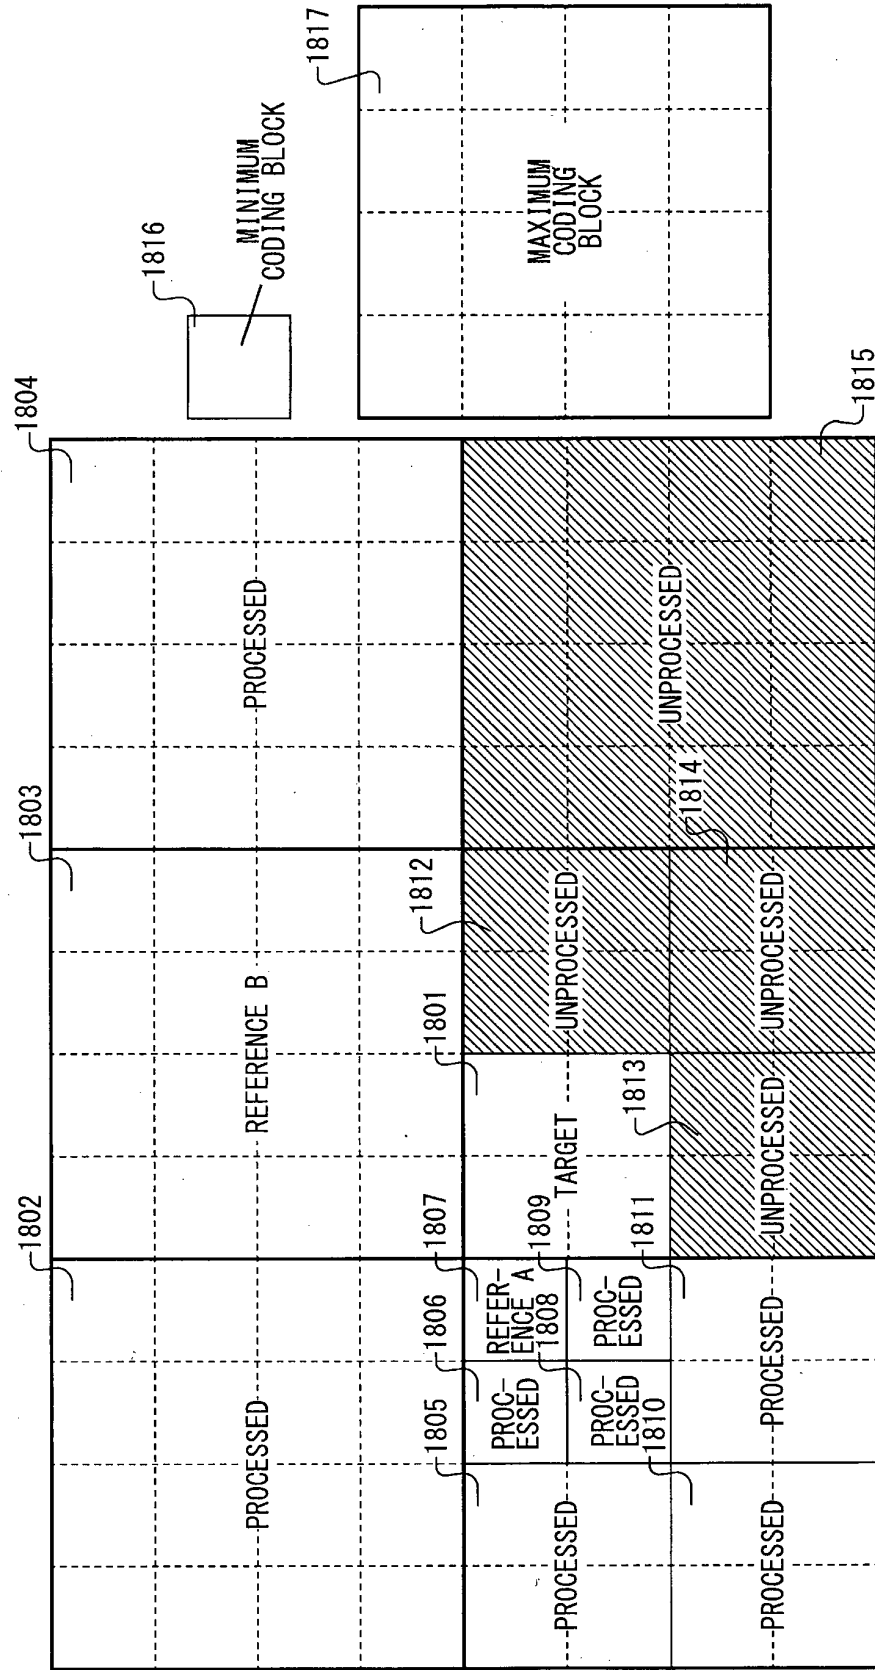 1802
1803
1804
PROCESSED
REFERENCE B
PROCESSED
1816
MINIMUM
CODING BLOCK
1817
MAXIMUM
CODING
BLOCK
1805
1806
1807
1801
1812
PROC-
ESSED
REFER-
ENCE A
PROCESSED
TARGET
UNPROCESSED
UNPROCESSED
1808
1809
PROC-
ESSED
PROC-
ESSED
1810
1811
1813
1814
1815
PROCESSED
PROCESSED
UNPROCESSED
UNPROCESSED